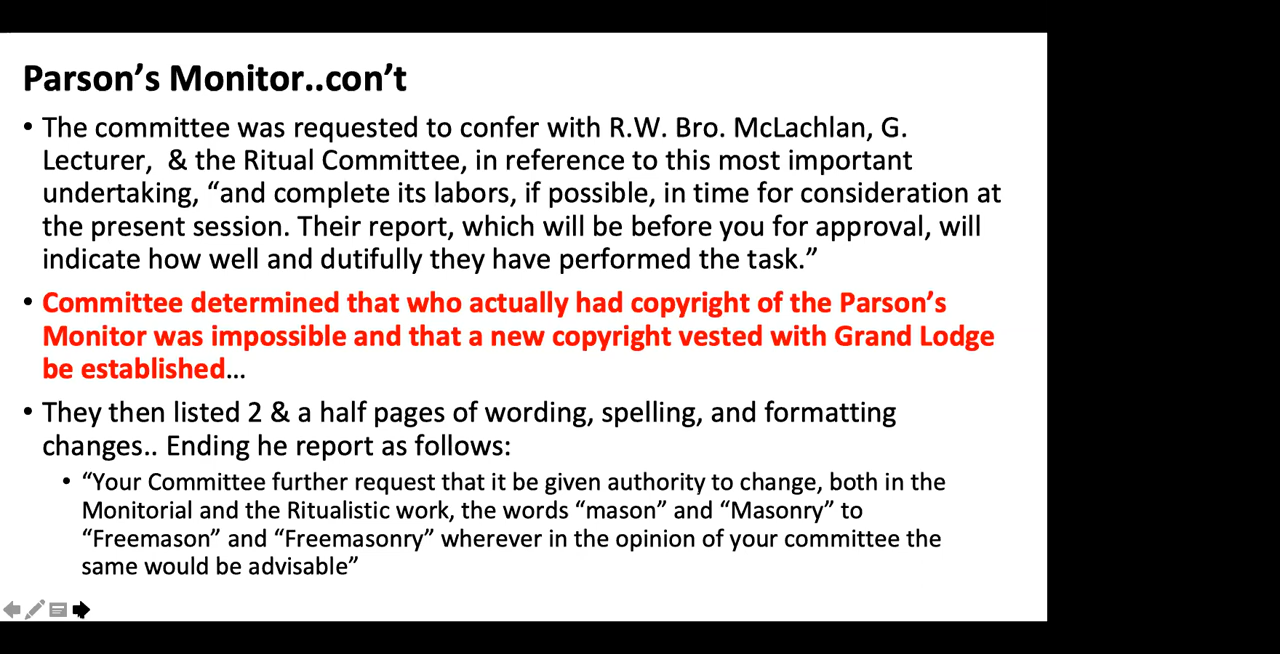 Parson’s Monitor..con’t
• The committee was requested to confer with R.W. Bro. McLachlan, G.
Lecturer, & the Ritual Committee, in reference to this most important
undertaking, “and complete its labors, if possible, in time for consideration at
the present session. Their report, which will be before you for approval, will
indicate how well and dutifully they have performed the task.”
• Committee determined that who actually had copyright of the Parson’s
Monitor was impossible and that a new copyright vested with Grand Lodge
be established...
• They then listed 2 & a half pages of wording, spelling, and formatting
changes.. Ending he report as follows:
• “Your Committee further request that it be given authority to change, both in the
Monitorial and the Ritualistic work, the words “mason” and “Masonry” to
“Freemason” and “Freemasonry” wherever in the opinion of your committee the
same would be advisable”